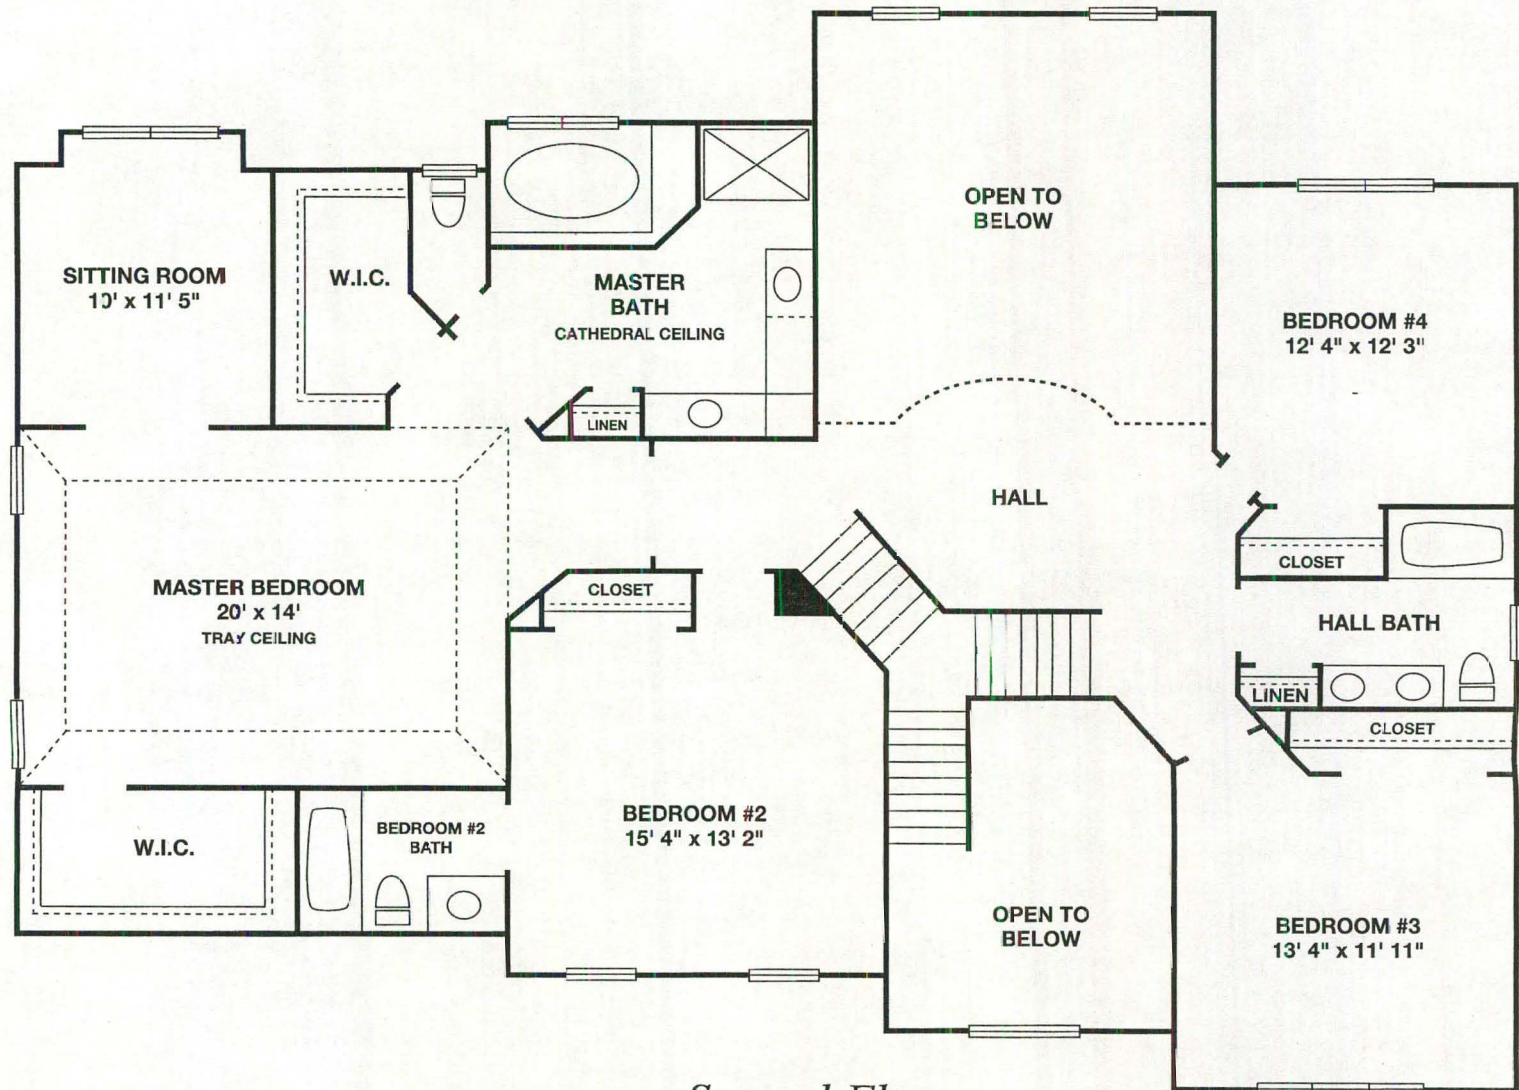 OPEN TO
BELOW
SITTING ROOM
10' x 11' 5"
W.I.C.
MASTER
BATH
CATHEDRAL CEILING
BEDROOM #4
12' 4" x 12' 3"
LINEN
HALL
CLOSET
MASTER BEDROOM
20' x 14'
TRAY CEILING
CLOSET
HALL BATH
LINEN
CLOSET
BEDROOM #2
15' 4" x 13' 2"
BEDROOM #2
BATH
W.I.C.
OPEN TO
BELOW
BEDROOM #3
13' 4" x 11' 11"